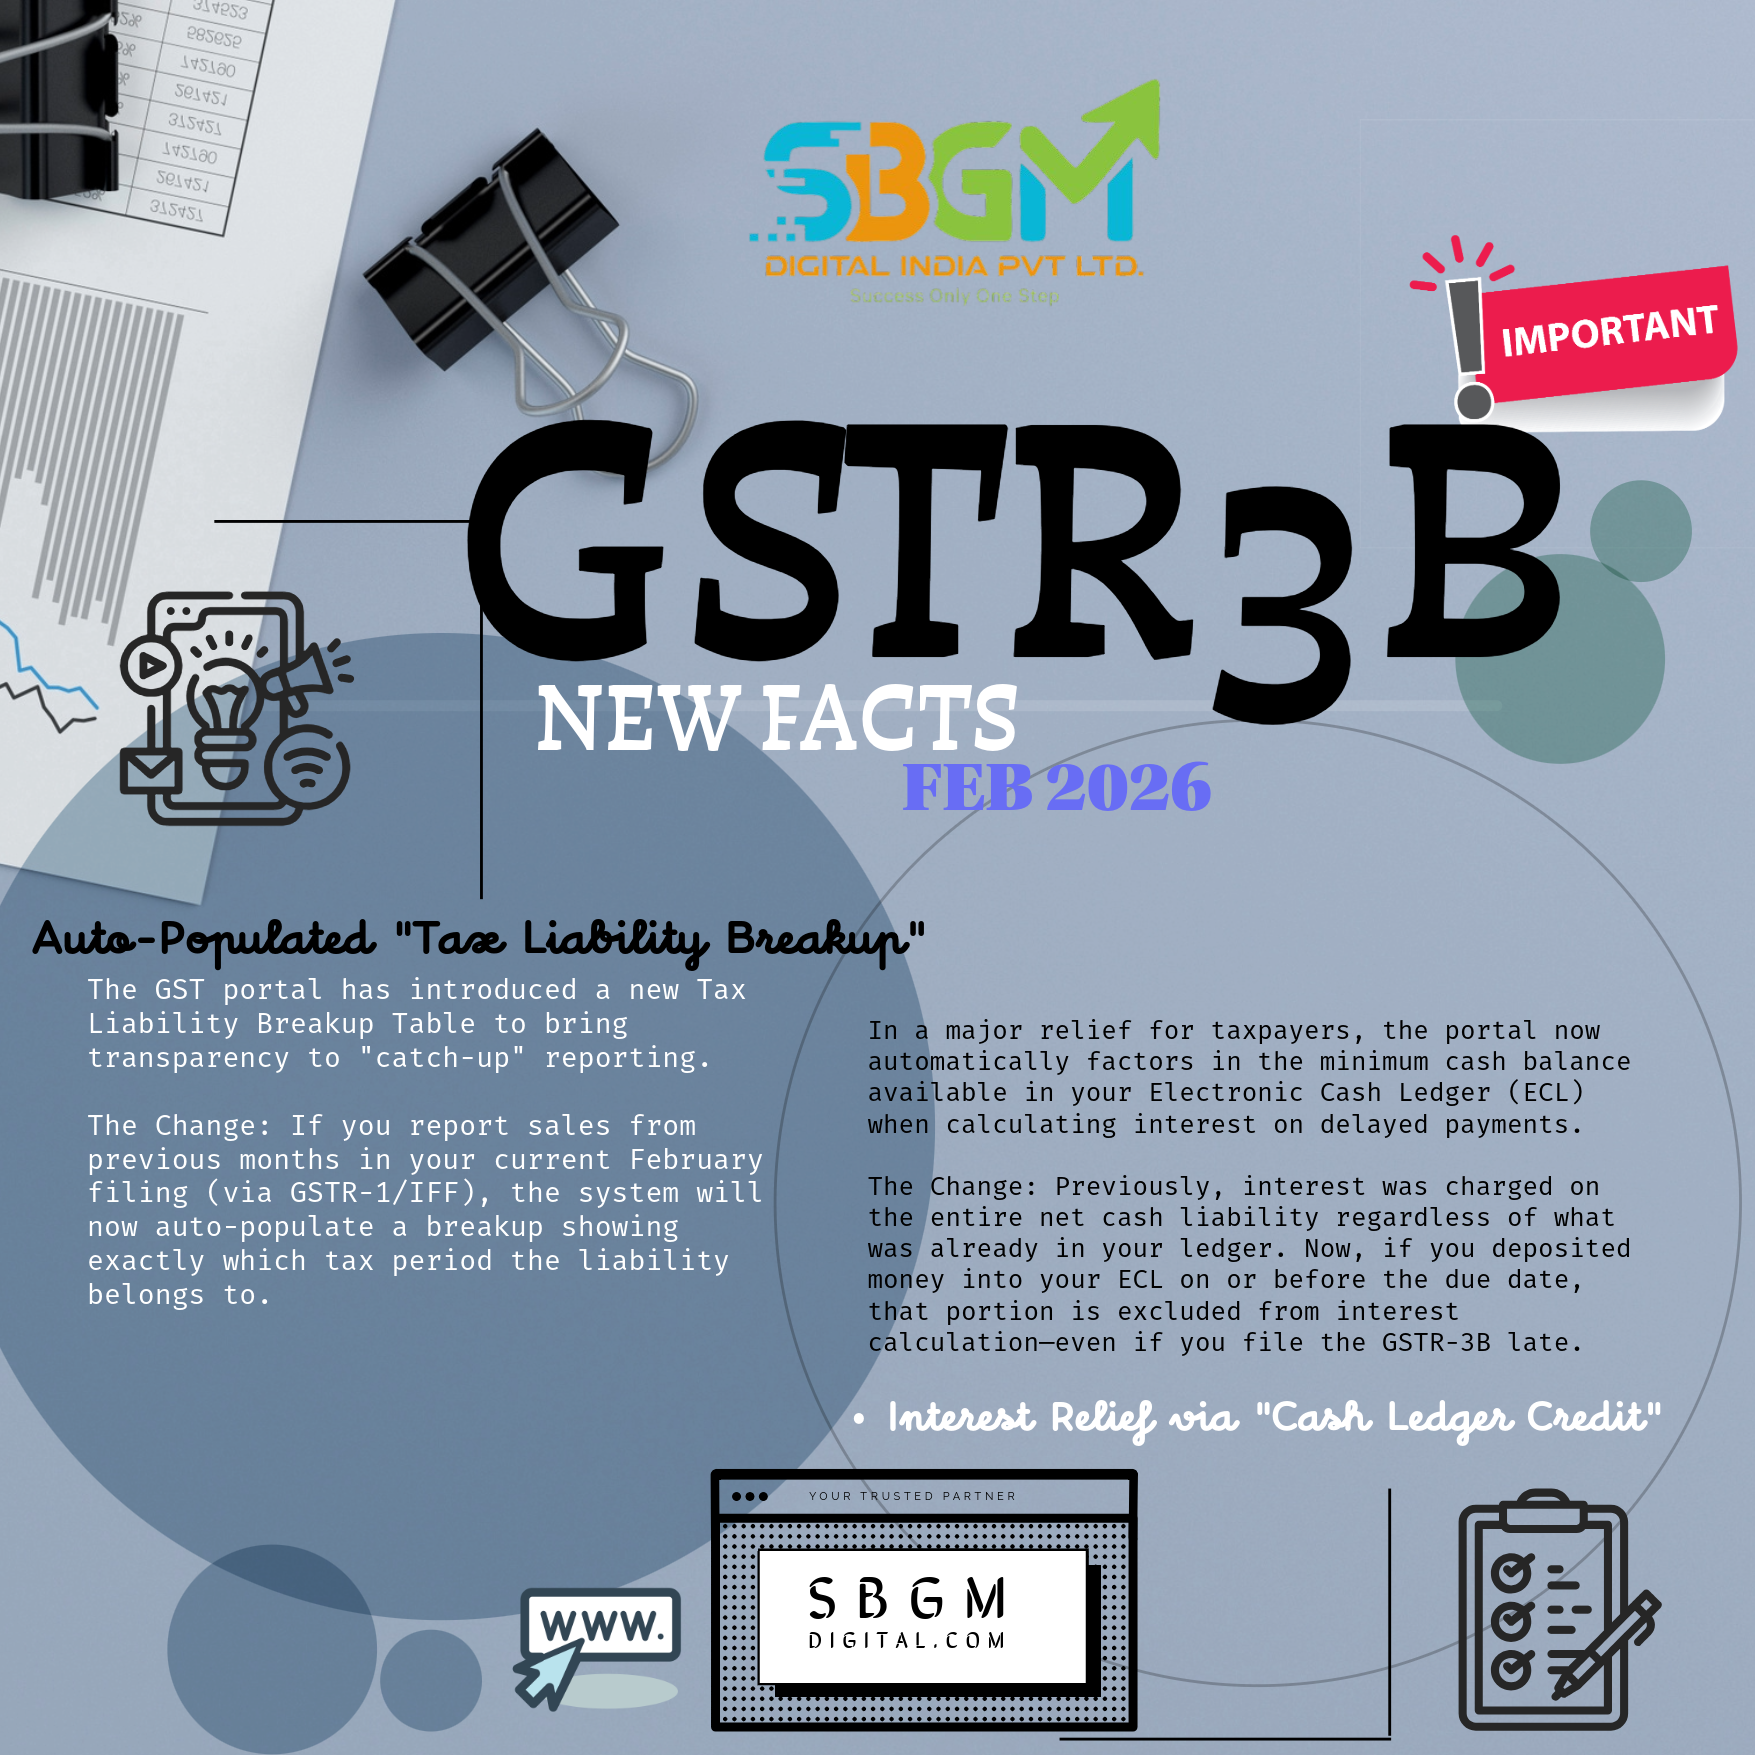 SBGM
DIGITAL INDIA PVT LTD.
Success Only One Step
IMPORTANT
GSTR3B
NEW FACTS
FEB 2026
Auto-Populated "Tax Liability Breakup"
The GST portal has introduced a new Tax
Liability Breakup Table to bring
transparency to "catch-up" reporting.
The Change: If you report sales from
previous months in your current February
filing (via GSTR-1/IFF), the system will
now auto-populate a breakup showing
exactly which tax period the liability
belongs to.
In a major relief for taxpayers, the portal now
automatically factors in the minimum cash balance
available in your Electronic Cash Ledger (ECL)
when calculating interest on delayed payments.
The Change: Previously, interest was charged on
the entire net cash liability regardless of what
was already in your ledger. Now, if you deposited
money into your ECL on or before the due date,
that portion is excluded from interest
calculation—even if you file the GSTR-3B late.
• Interest Relief via "Cash Ledger Credit"
YOUR TRUSTED PARTNER
SBGM
DIGITAL.COM
www.